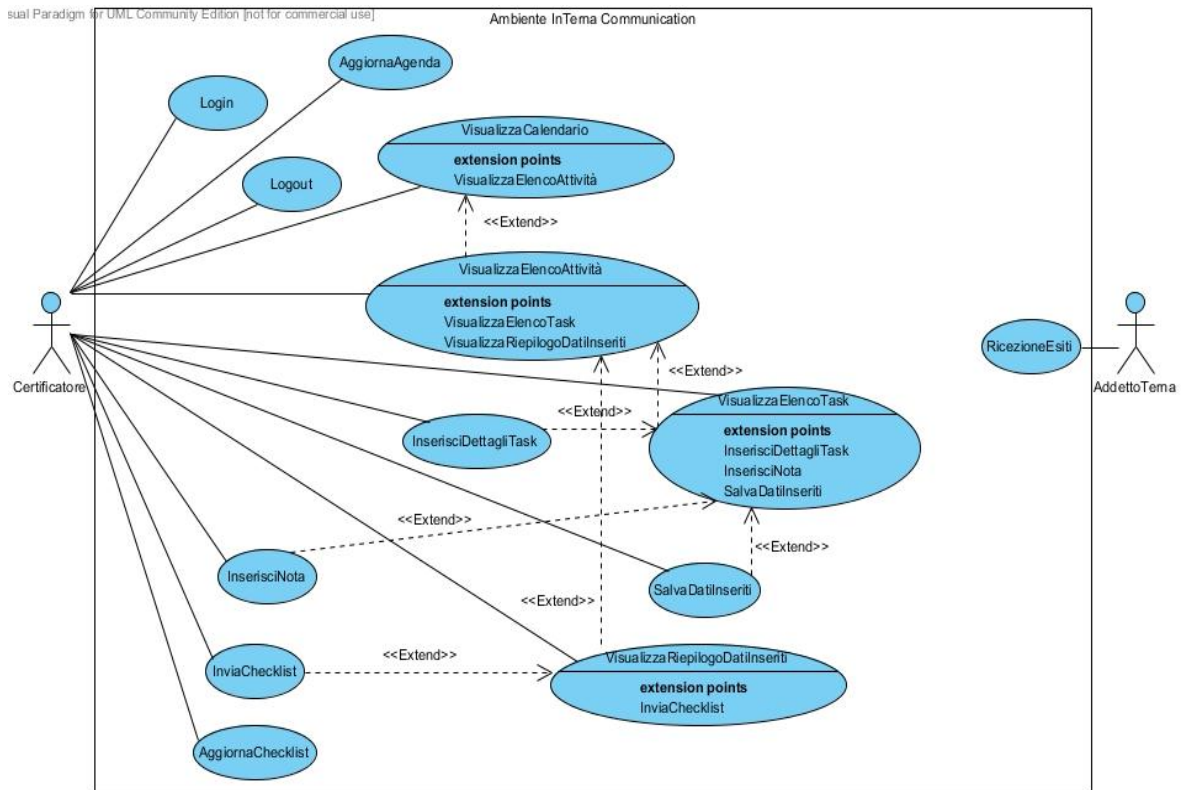 sual Paradigm for UML Community Edition [not for commercial use]
Ambiente InTema Communication
AggiornaAgenda
Login
VisualizzaCalendario
extension points
VisualizzaElencoAttività
Logout
<<Extend>>
VisualizzaElencoAttività
extension points
VisualizzaElencoTask
VisualizzaRiepilogoDatiInseriti
RicezioneEsiti
Certificatore
AddettoTema
<<Extend>>
VisualizzaElencoTask
extension points
InserisciDettagliTask
InserisciNota
SalvaDatiInseriti
<<Extend>>
InserisciDettagliTask
<<Extend>>
<<Extend>>
InserisciNota
SalvaDatiInseriti
<<Extend>>
<<Extend>>
InviaChecklist
VisualizzaRiepilogoDatiInseriti
extension points
InviaChecklist
AggiornaChecklist